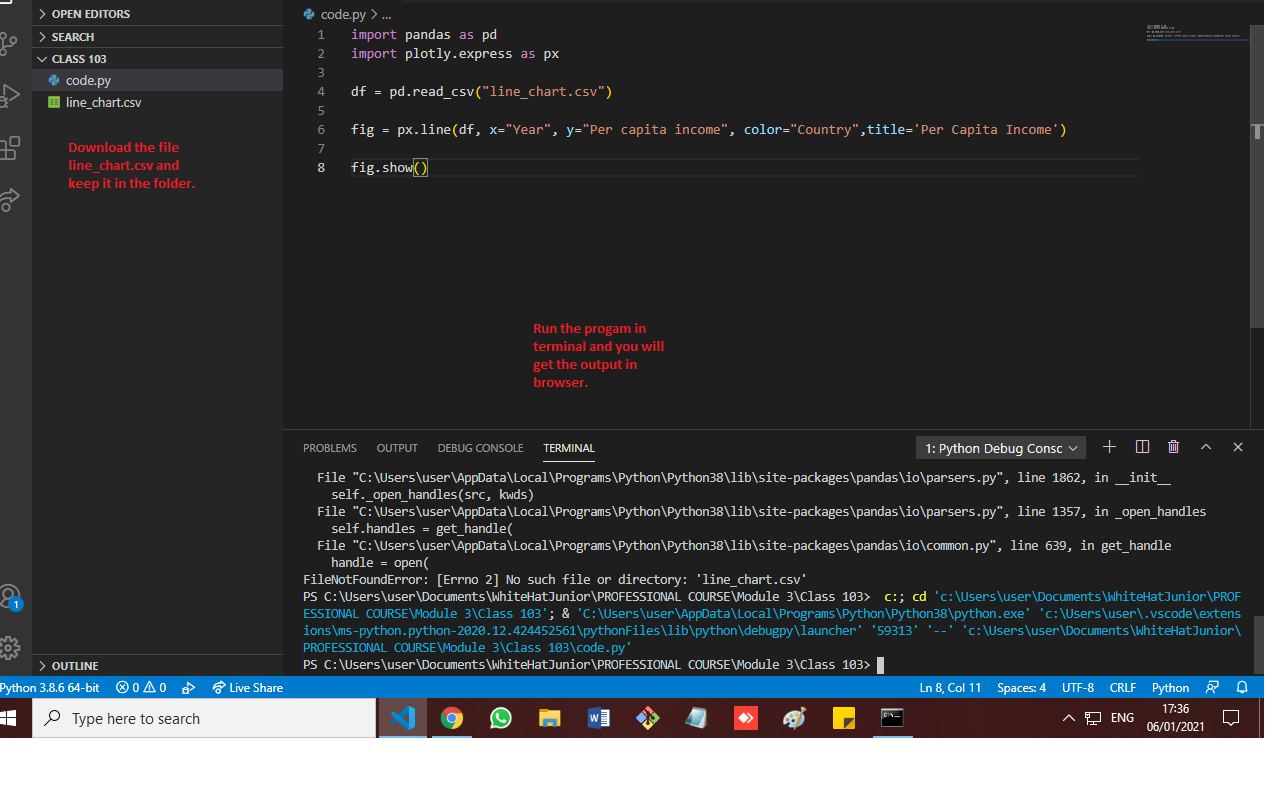 OPEN EDITORS
SEARCH
CLASS 103
code.py
line_chart.csv
Download the file
line_chart.csv and
keep it in the folder.
OUTLINE
code.py > ...
1 import pandas as pd
2 import plotly.express as px
3
4 df = pd.read_csv("line_chart.csv")
5
6 fig = px.line(df, x="Year", y="Per capita income", color="Country",title='Per Capita Income')
7
8 fig.show()
Run the progam in
terminal and you will
get the output in
browser.
PROBLEMS OUTPUT DEBUG CONSOLE TERMINAL 1: Python Debug Consc
File "C:\Users\user\AppData\Local\Programs\Python\Python38\lib\site-packages\pandas\io\parsers.py", line 1862, in __init__
self._open_handles(src, kwds)
File "C:\Users\user\AppData\Local\Programs\Python\Python38\lib\site-packages\pandas\io\parsers.py", line 1357, in _open_handles
self.handles = get_handle(
File "C:\Users\user\AppData\Local\Programs\Python\Python38\lib\site-packages\pandas\io\common.py", line 639, in get_handle
handle = open(
FileNotFoundError: [Errno 2] No such file or directory: 'line_chart.csv'
PS C:\Users\user\Documents\WhiteHatJunior\PROFESSIONAL COURSE\Module 3\Class 103> c:; cd 'c:\Users\user\Documents\WhiteHatJunior\PROF
ESSIONAL COURSE\Module 3\Class 103'; & 'C:\Users\user\AppData\Local\Programs\Python\Python38\python.exe' 'c:\Users\user\.vscode\extens
ions\ms-python.python-2020.12.424452561\pythonFiles\lib\python\debugpy\launcher' '59313' '--' 'c:\Users\user\Documents\WhiteHatJunior\
PROFESSIONAL COURSE\Module 3\Class 103\code.py'
PS C:\Users\user\Documents\WhiteHatJunior\PROFESSIONAL COURSE\Module 3\Class 103>
1
Python 3.8.6 64-bit 0 0 Live Share Ln 8, Col 11 Spaces: 4 UTF-8 CRLF Python
Type here to search
ENG
17:36
06/01/2021